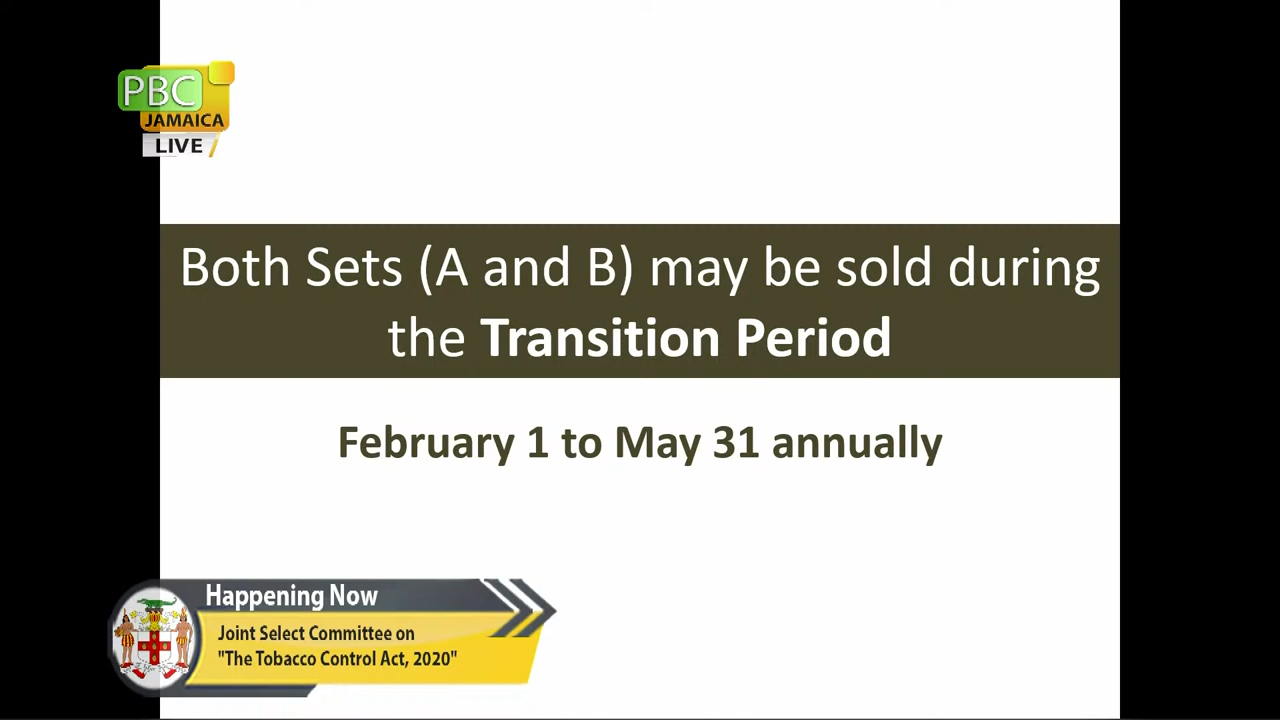 PBC
JAMAICA
LIVE
Both Sets (A and B) may be sold during
the Transition Period
February 1 to May 31 annually
Happening Now
Joint Select Committee on
"The Tobacco Control Act, 2020"